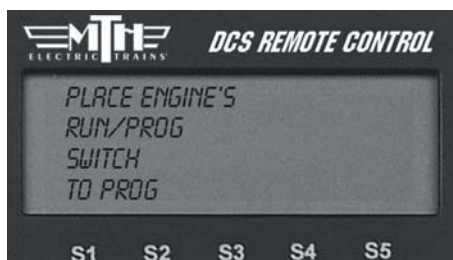 MTH DCS REMOTE CONTROL
ELECTRIC TRAINS
PLACE ENGINE'S
RUN/PROG
SWITCH
TO PROG
S1 S2 S3 S4 S5